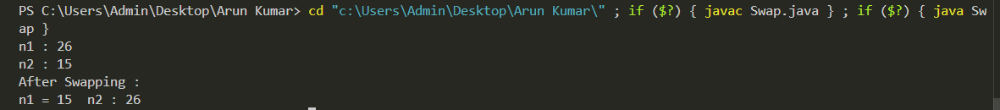 PS C:\Users\Admin\Desktop\Arun Kumar> cd "c:\Users\Admin\Desktop\Arun Kumar\" ; if ($?) { javac Swap.java } ; if ($?) { java Sw
ap }
n1 : 26
n2 : 15
After Swapping :
n1 = 15  n2 : 26